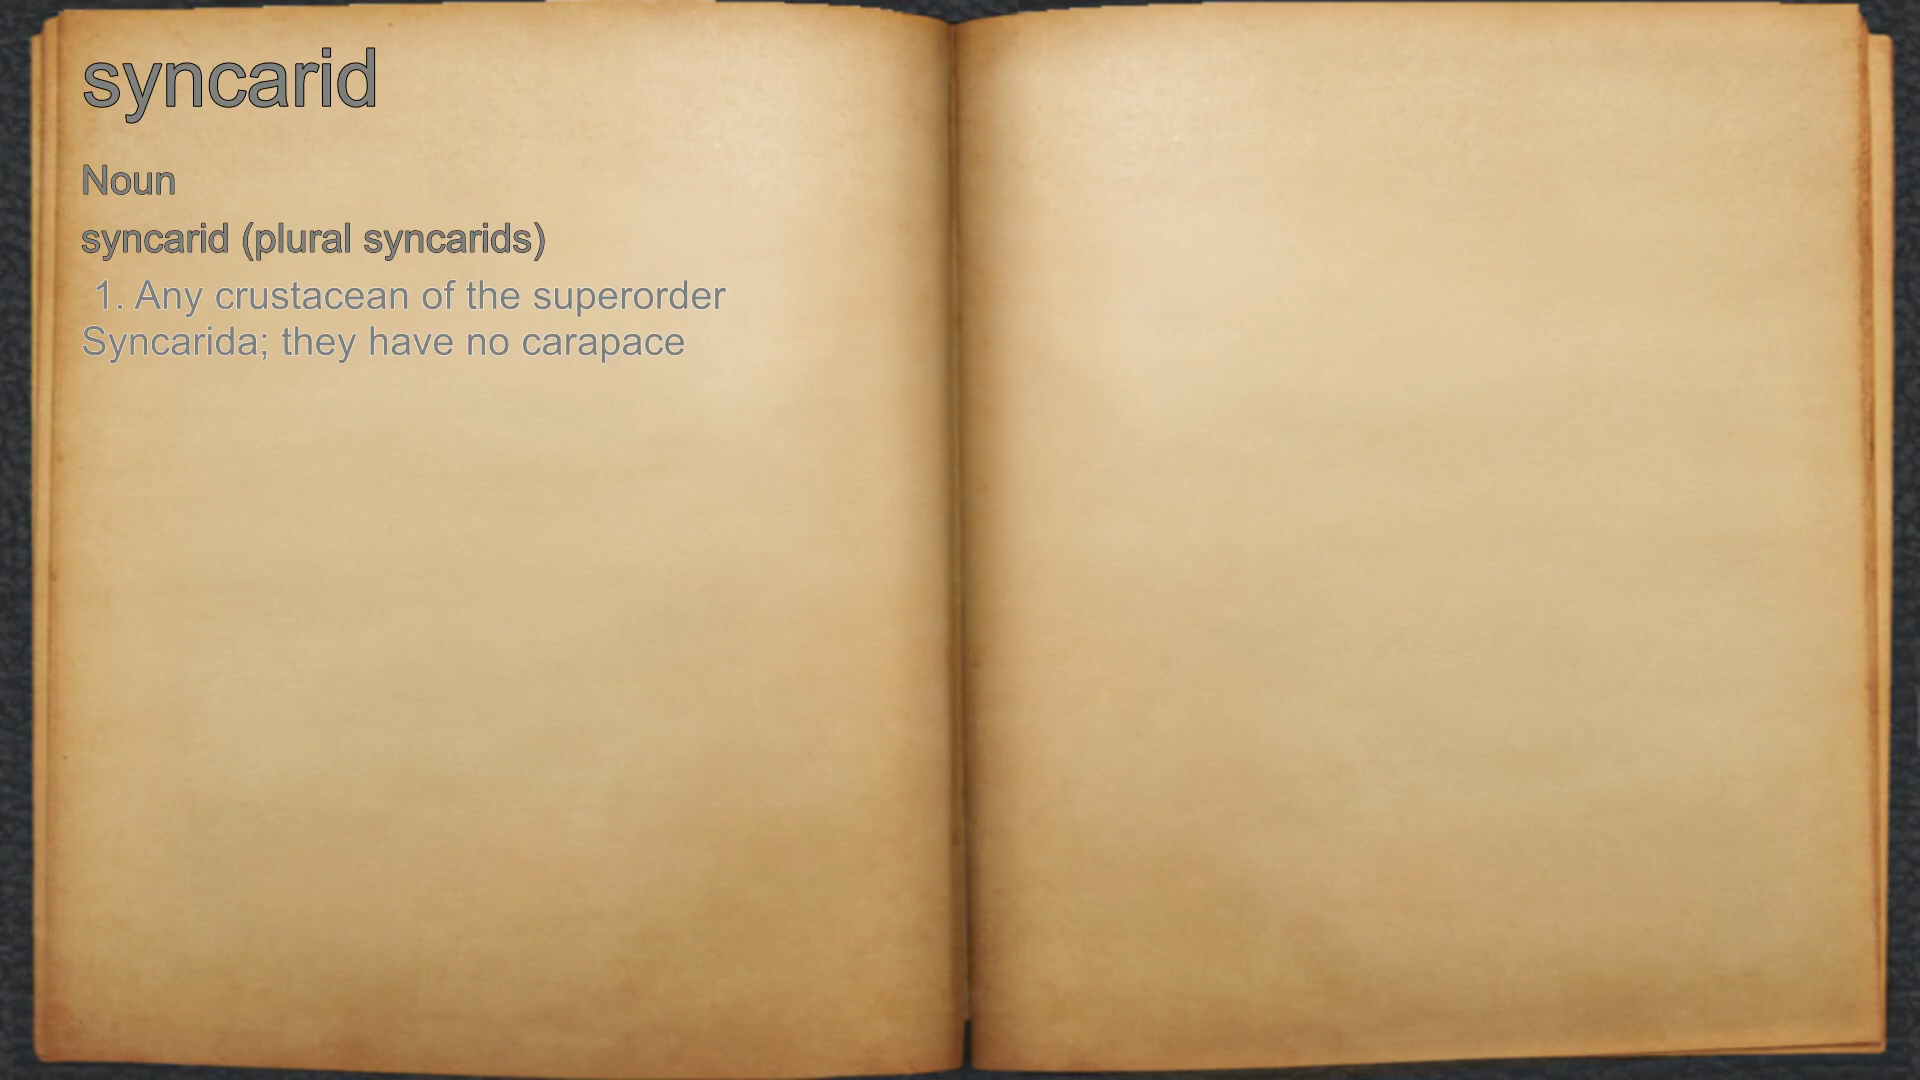 syncarid
Noun
syncarid (plural syncarids)
1. Any crustacean of the superorder
Syncarida; they have no carapace